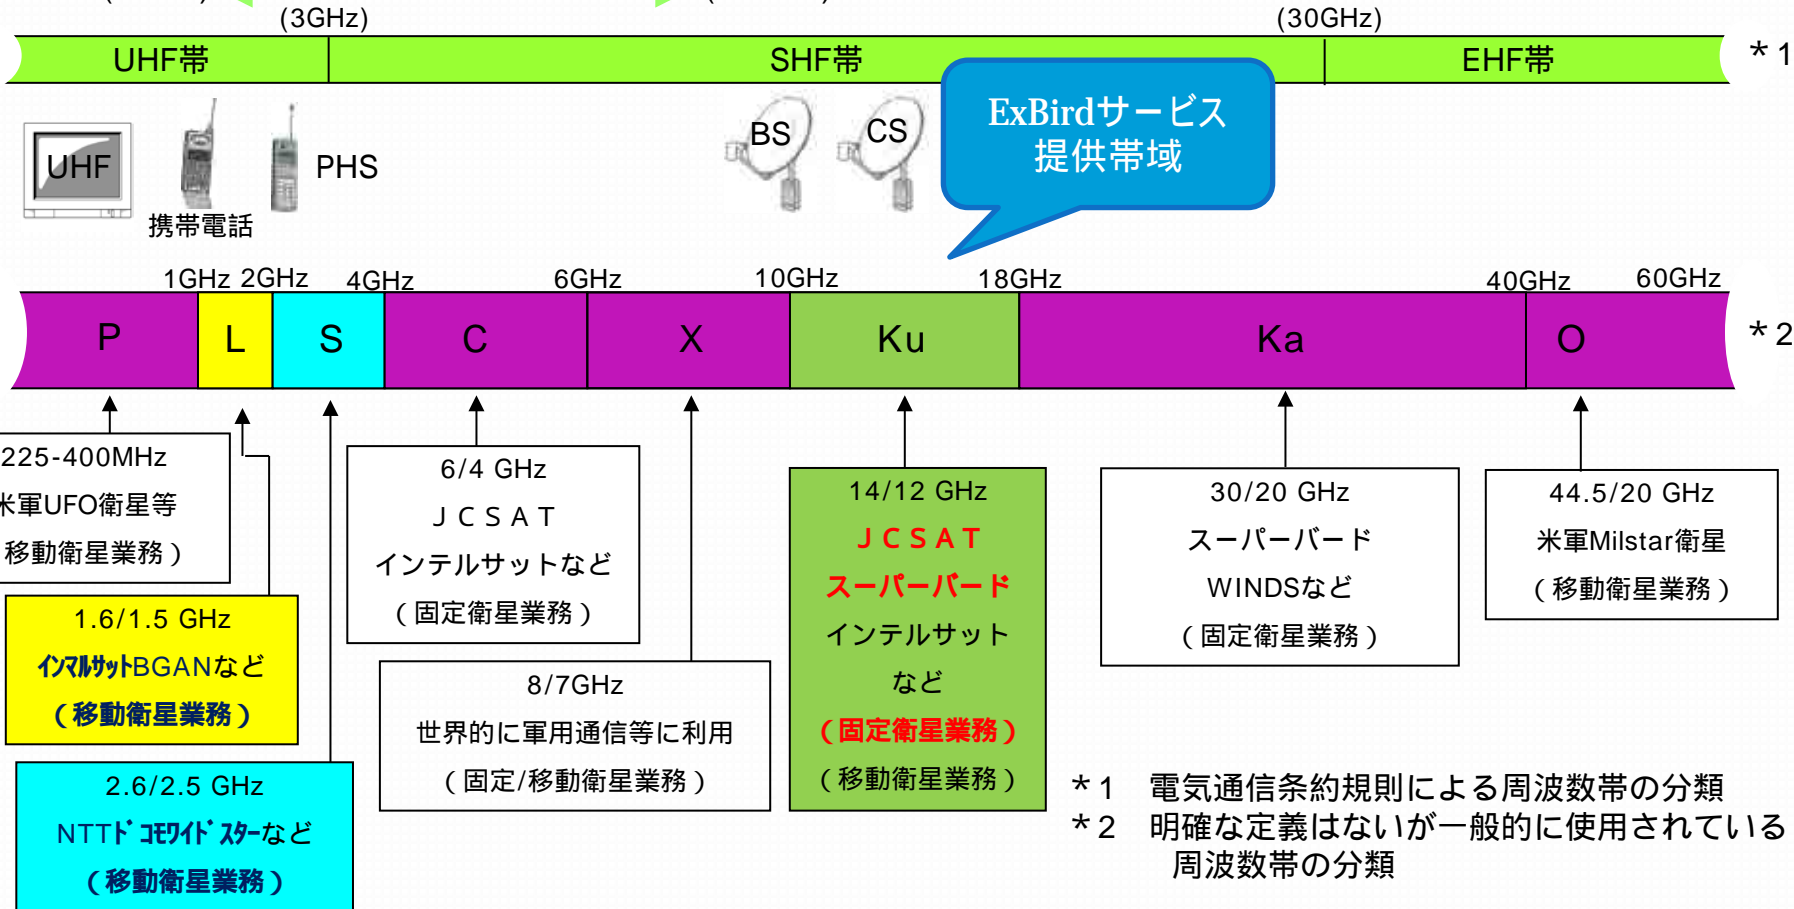 (3GHz)
(30GHz)
UHF帯
SHF帯
EHF帯
*1
UHF
携帯電話
PHS
BS
CS
ExBirdサービス
提供帯域
1GHz
2GHz
4GHz
6GHz
10GHz
18GHz
40GHz
60GHz
P
L
S
C
X
Ku
Ka
O
*2
225-400MHz
米軍UFO衛星等
移動衛星業務)
1.6/1.5 GHz
インマルサットBGANなど
(移動衛星業務)
2.6/2.5 GHz
NTTドコモワイドスターなど
(移動衛星業務)
6/4 GHz
JCSAT
インテルサットなど
(固定衛星業務)
8/7GHz
世界的に軍用通信等に利用
(固定/移動衛星業務)
14/12 GHz
JCSAT
スーパーバード
インテルサット
など
(固定衛星業務)
(移動衛星業務)
30/20 GHz
スーパーバード
WINDSなど
(固定衛星業務)
44.5/20 GHz
米軍Milstar衛星
(移動衛星業務)
*1 電気通信条約規則による周波数帯の分類
*2 明確な定義はないが一般的に使用されている
周波数帯の分類